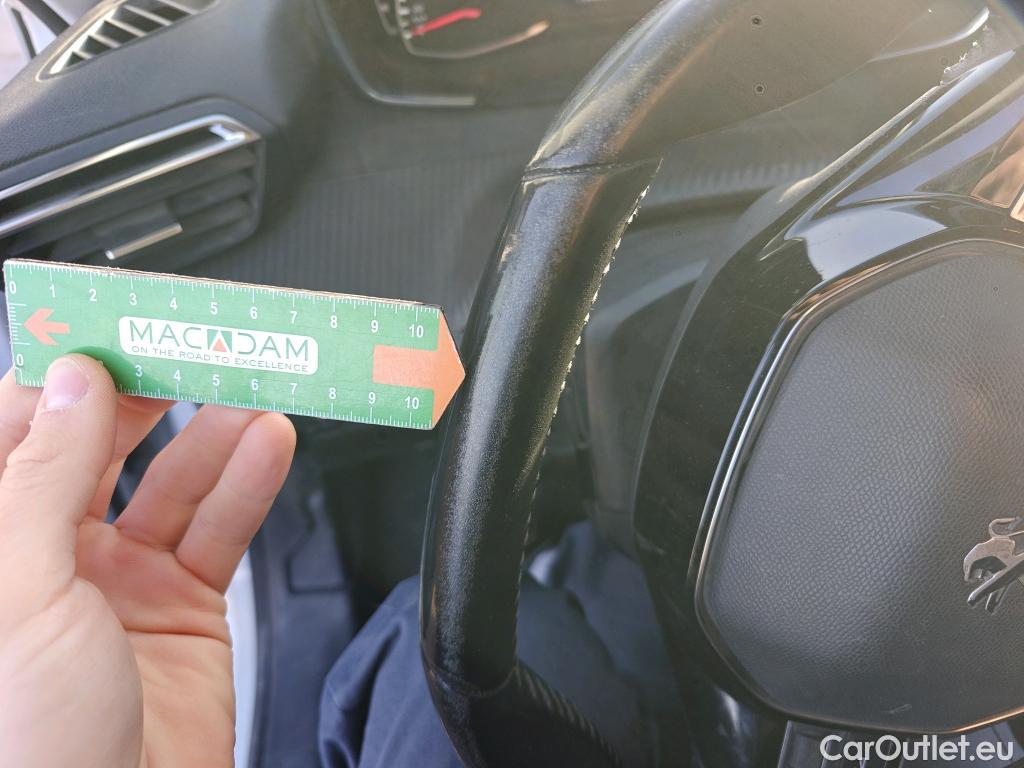 0 1 2 3 4 5 6 7 8 9 10
MACADAM
ON THE ROAD TO EXCELLENCE
0 3 4 5 6 7 8 9 10
CarOutlet.eu